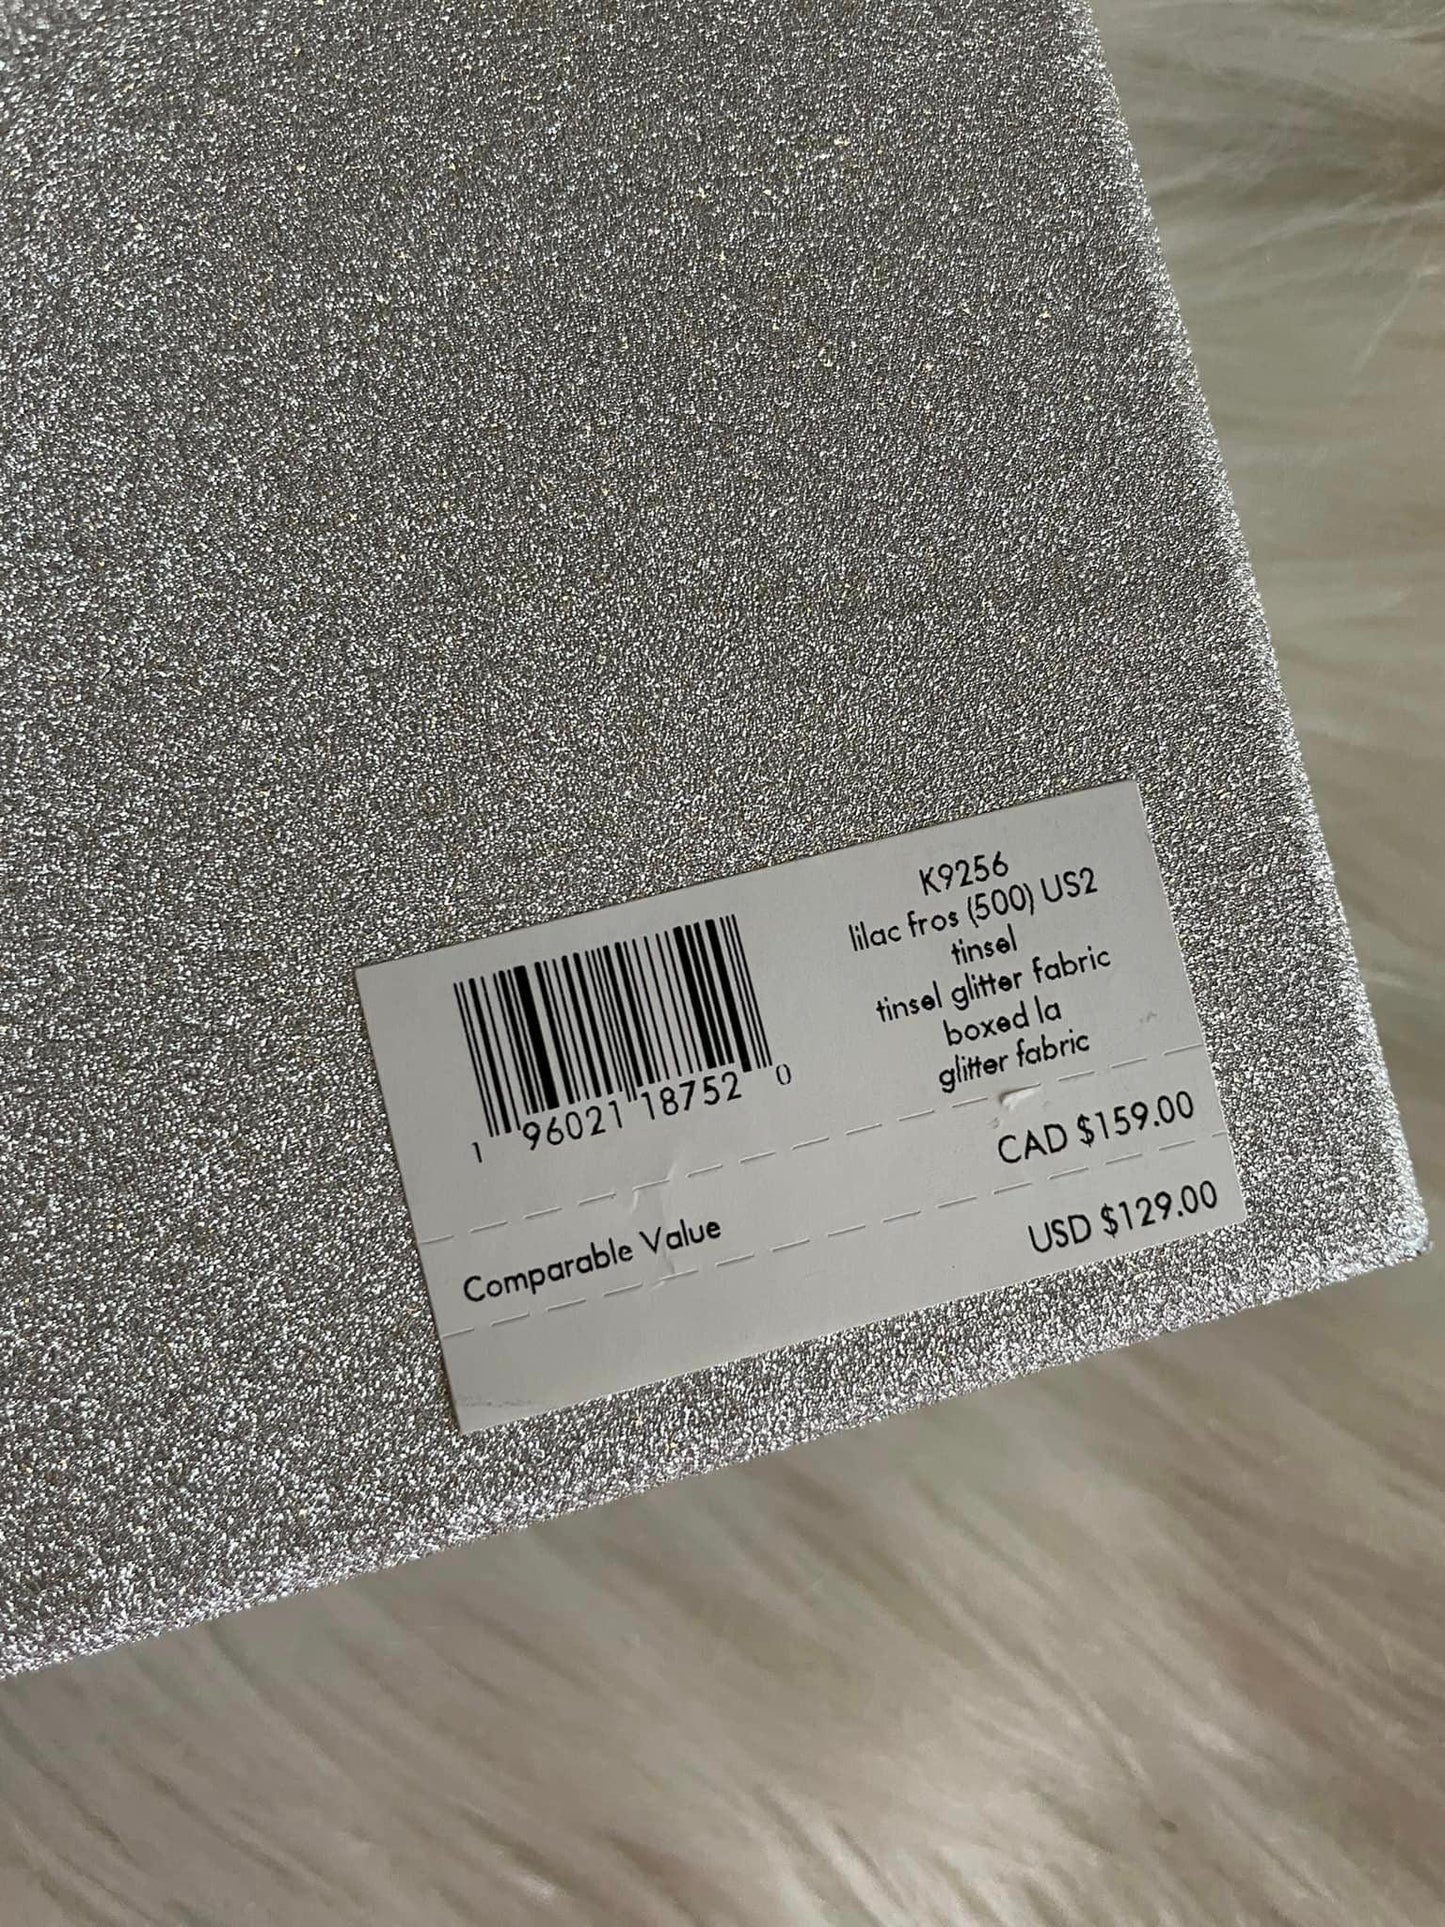 K9256
lilac fros (500) US2
tinsel
tinsel glitter fabric
boxed la
glitter fabric
1 96021 18752 0
CAD $159.00
Comparable Value
USD $129.00